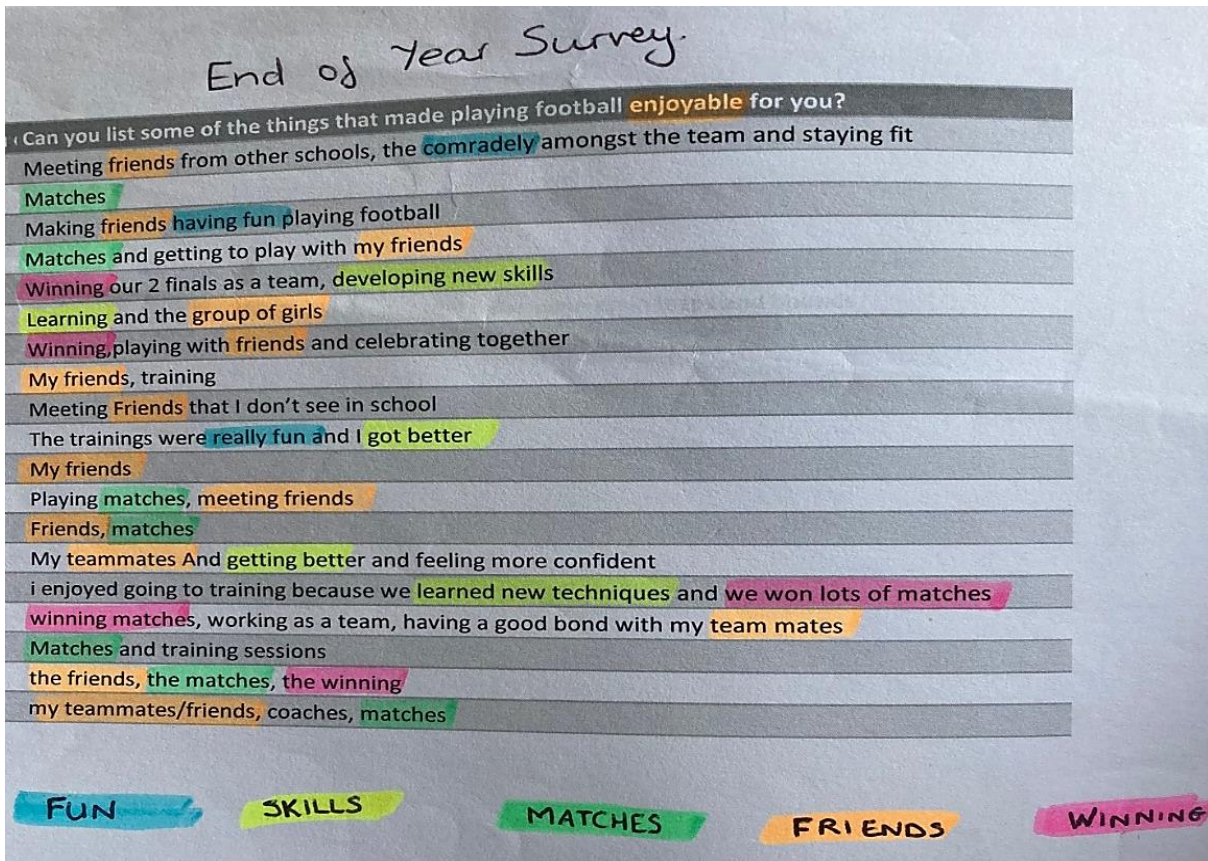 End of Year Survey.
Can you list some of the things that made playing football enjoyable for you?
Meeting friends from other schools, the comradely amongst the team and staying fit
Matches
Making friends having fun playing football
Matches and getting to play with my friends
Winning our 2 finals as a team, developing new skills
Learning and the group of girls
Winning,playing with friends and celebrating together
My friends, training
Meeting Friends that I don't see in school
The trainings were really fun and I got better
My friends
Playing matches, meeting friends
Friends, matches
My teammates And getting better and feeling more confident
i enjoyed going to training because we learned new techniques and we won lots of matches
winning matches, working as a team, having a good bond with my team mates
Matches and training sessions
the friends, the matches, the winning
my teammates/friends, coaches, matches
FUN SKILLS MATCHES FRIENDS WINNING